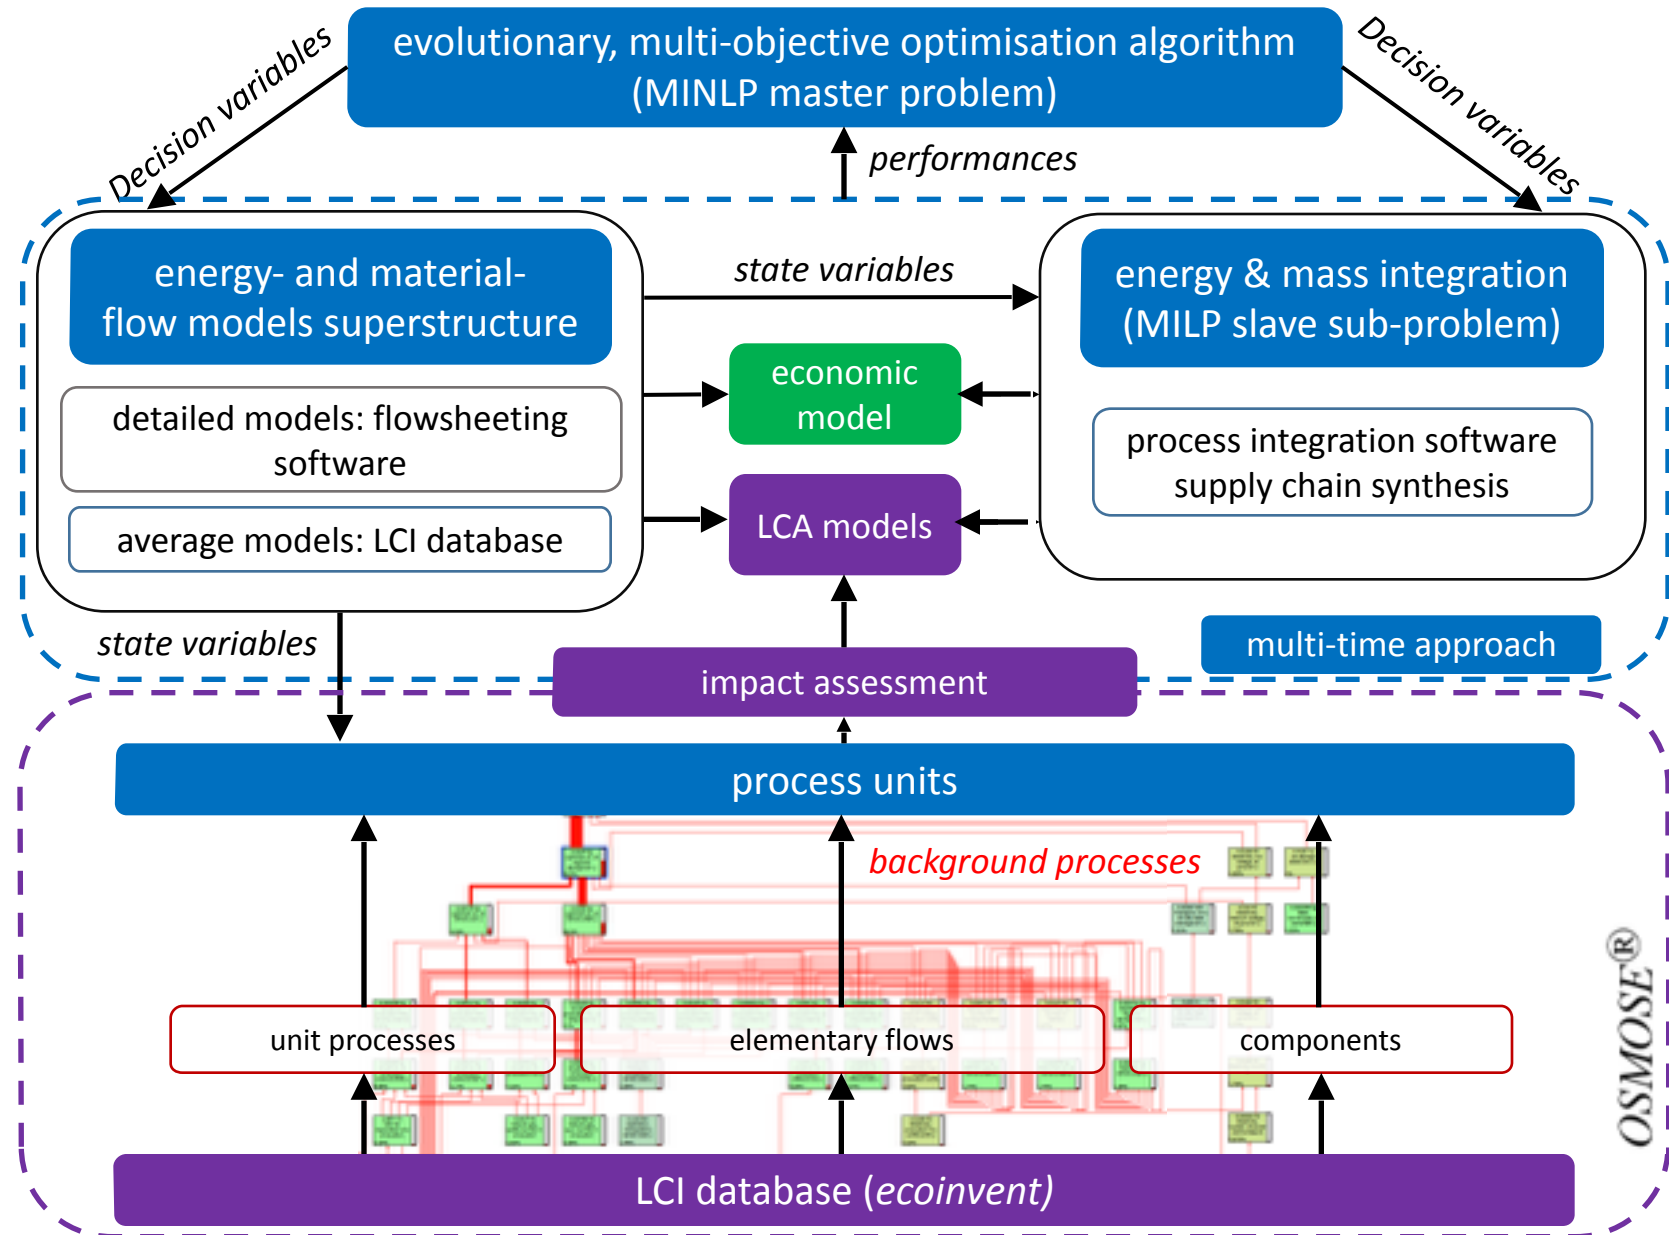 evolutionary, multi-objective optimisation algorithm
(MINLP master problem)
Decision variables
Decision variables
performances
energy- and material-
flow models superstructure
state variables
energy & mass integration
(MILP slave sub-problem)
economic
model
detailed models: flowsheeting
software
process integration software
supply chain synthesis
average models: LCI database
LCA models
state variables
multi-time approach
impact assessment
process units
background processes
unit processes
elementary flows
components
OSMOSE®
LCI database (ecoinvent)